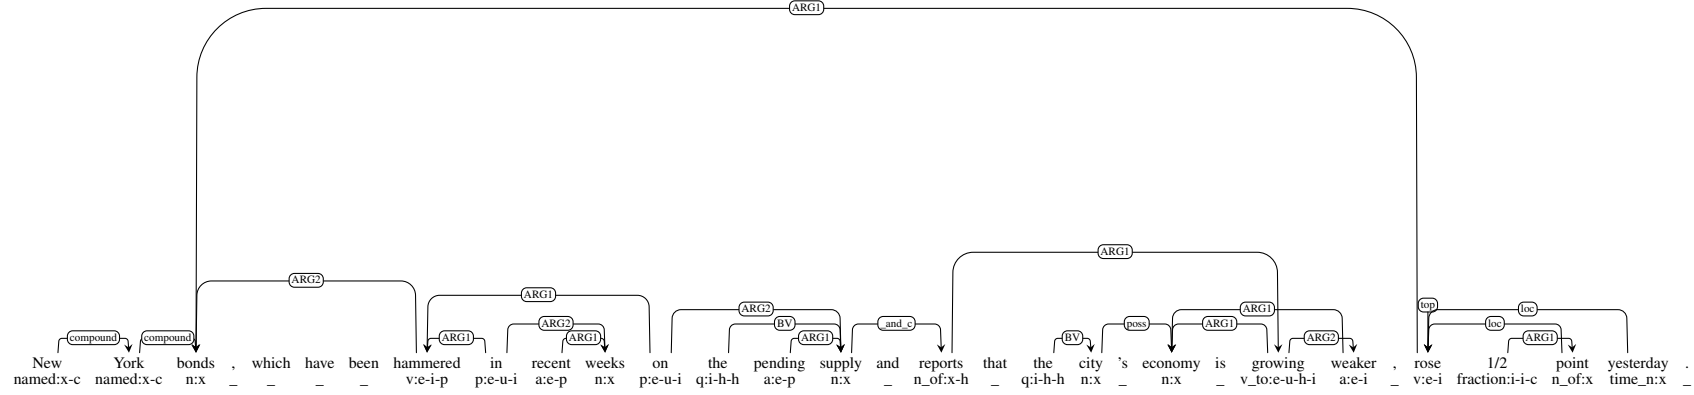 ARG1
ARG1
ARG2
ARG1 ARG2 ARG1 top loc
ARG2 BV _and_c poss ARG1 loc
compound compound ARG1 ARG1 ARG1 BV ARG2 ARG1
New York bonds , which have been hammered in recent weeks on the pending supply and reports that the city 's economy is growing weaker , rose 1/2 point yesterday .
named:x-c named:x-c n:x _ _ _ _ v:e-i-p p:e-u-i a:e-p n:x p:e-u-i q:i-h-h a:e-p n:x _ n_of:x-h _ q:i-h-h n:x _ n:x _ v_to:e-u-h-i a:e-i _ v:e-i fraction:i-i-c n_of:x time_n:x _